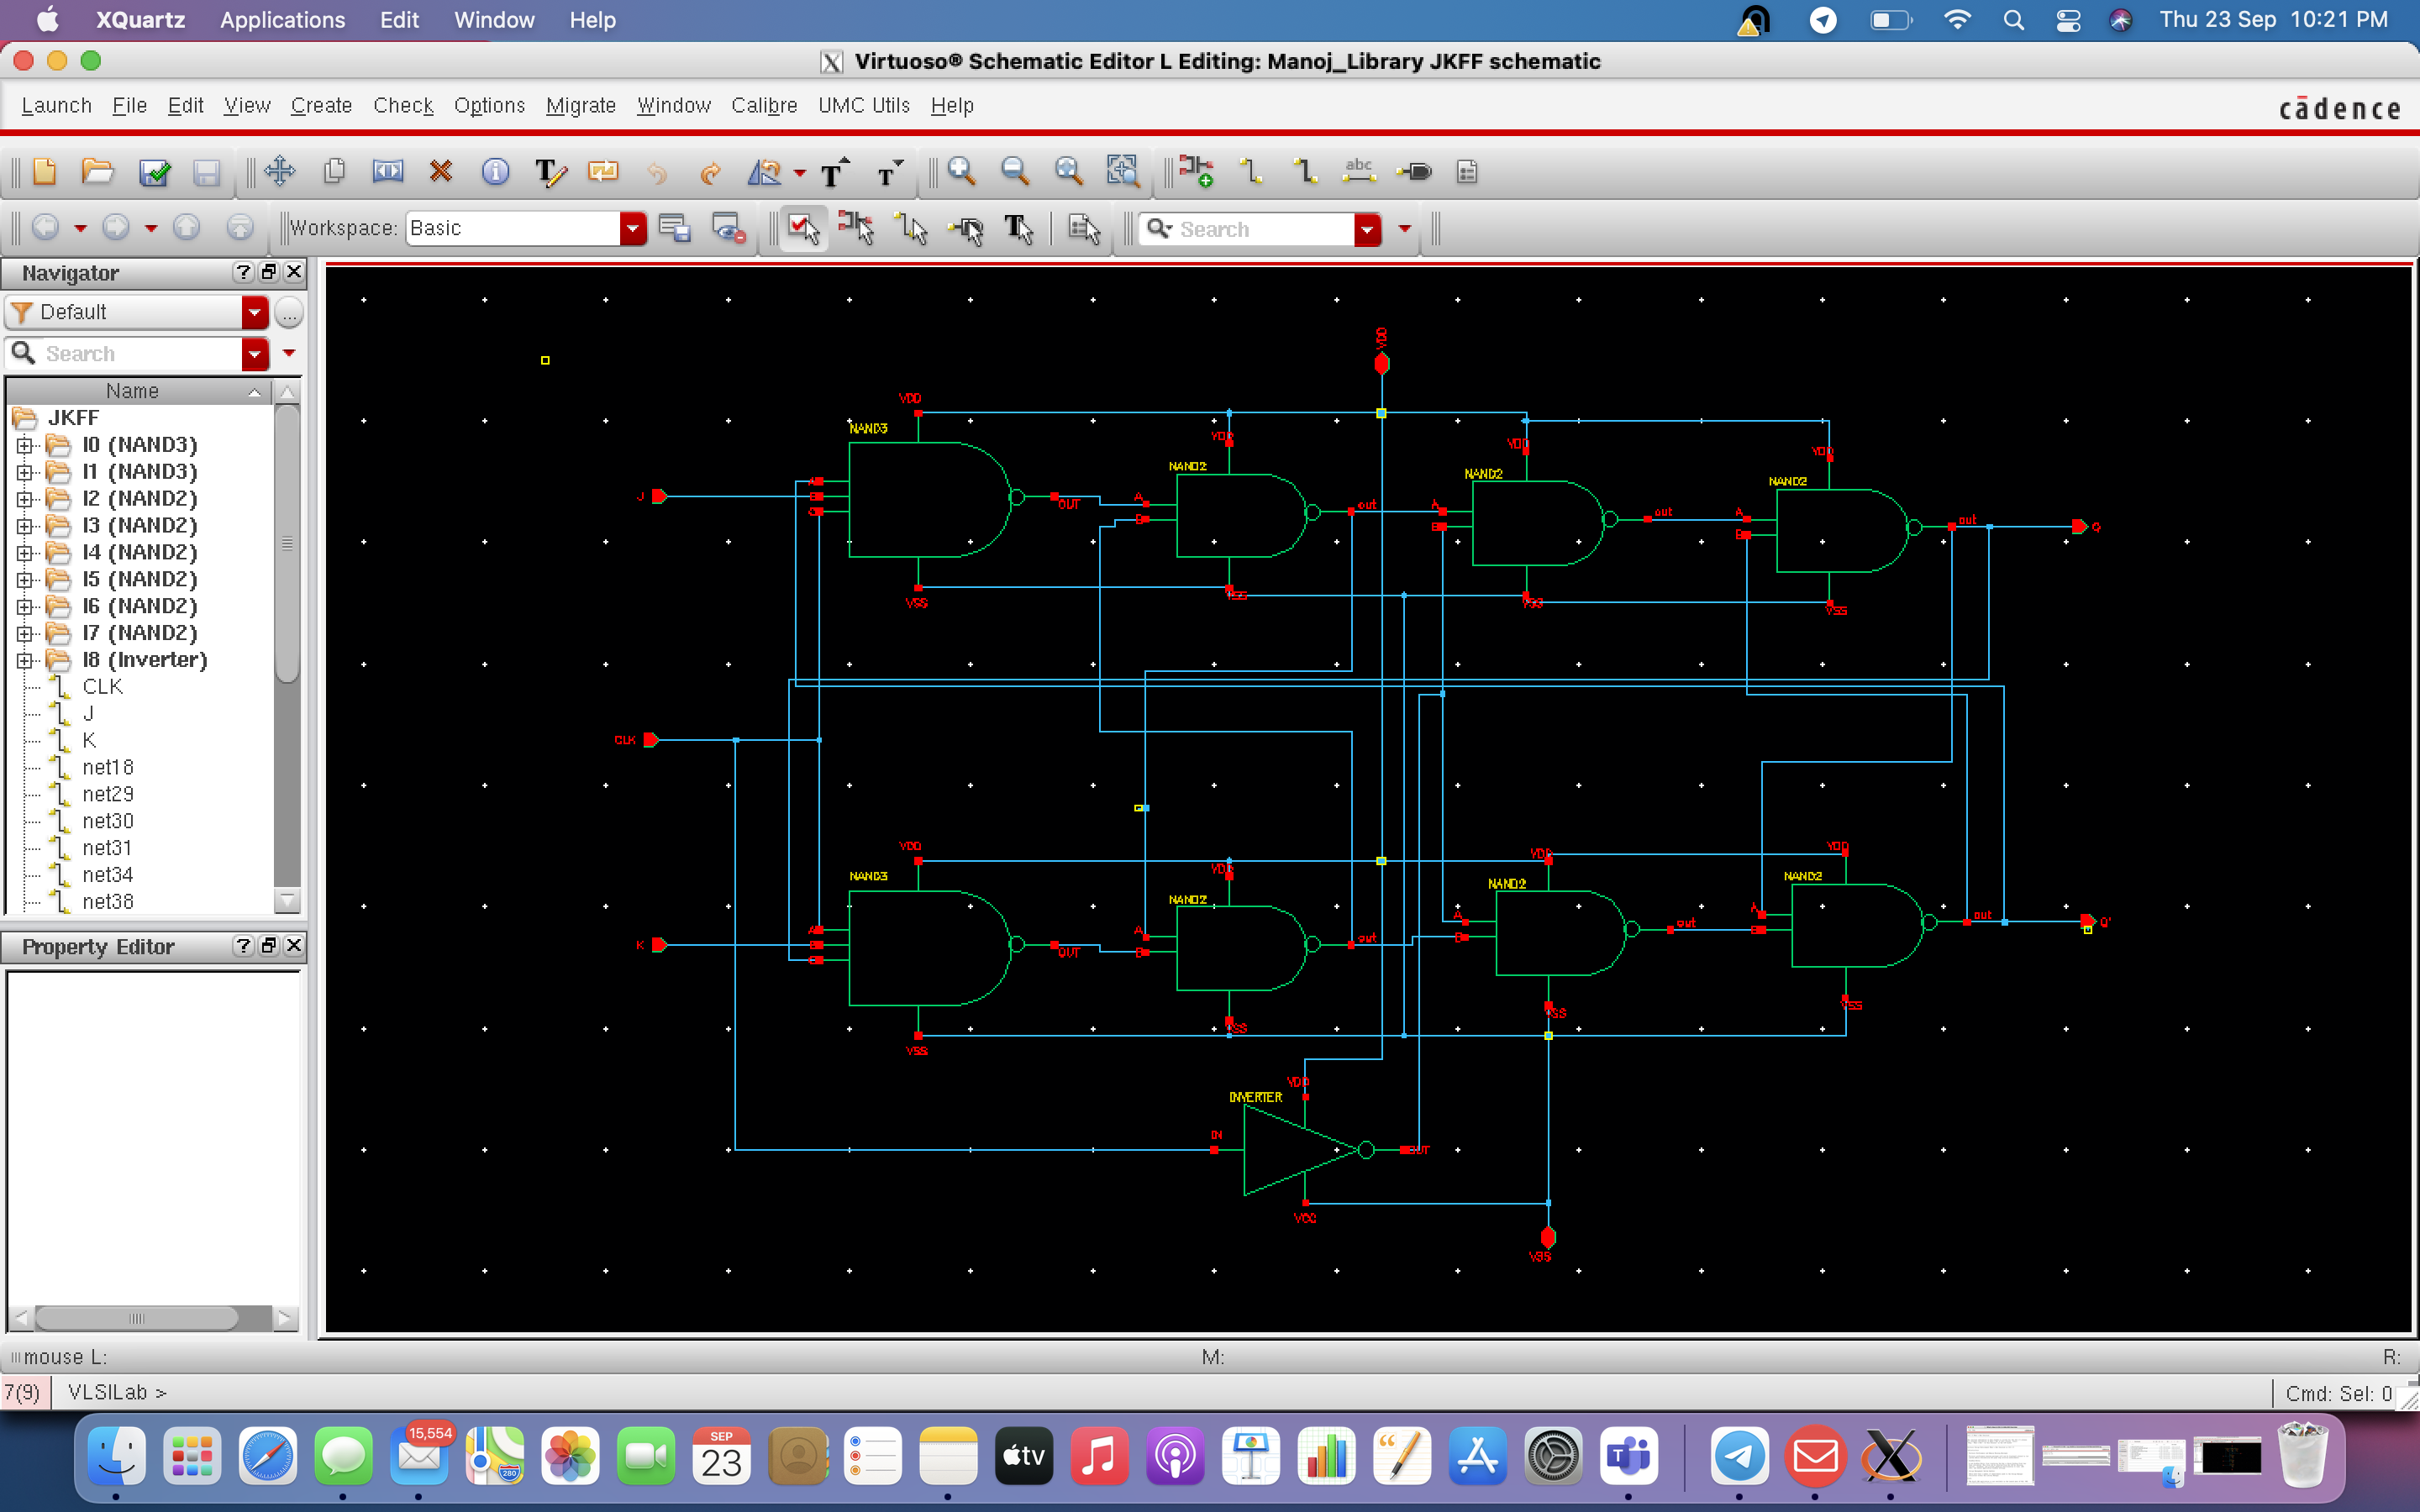 XQuartz Applications Edit Window Help Thu 23 Sep 10:21 PM
Virtuoso® Schematic Editor L Editing: Manoj_Library JKFF schematic
Launch File Edit View Create Check Options Migrate Window Calibre UMC Utils Help cādence
abc
Workspace: Basic Search
Navigator
Default
Search
Name
JKFF
I0 (NAND3)
I1 (NAND3)
I2 (NAND2)
I3 (NAND2)
I4 (NAND2)
I5 (NAND2)
I6 (NAND2)
I7 (NAND2)
I8 (Inverter)
CLK
J
K
net18
net29
net30
net31
net34
net38
Property Editor
VDD
VDD
NAND3 VDD VDD VDD
NAND2 NAND2 NAND2
J A B C OUT A B out A B out A B out Q
VSS VSS VSS VSS
CLK
VDD VDD VDD VDD
NAND3 NAND2 NAND2 NAND2
K A B C OUT A B out A B out A B out Q'
VSS VSS VSS VSS
VDD
INVERTER
IN OUT
VCC
VSS
mouse L: M: R:
7(9) VLSILab > Cmd: Sel: 0
15,554
SEP
23
280
tv